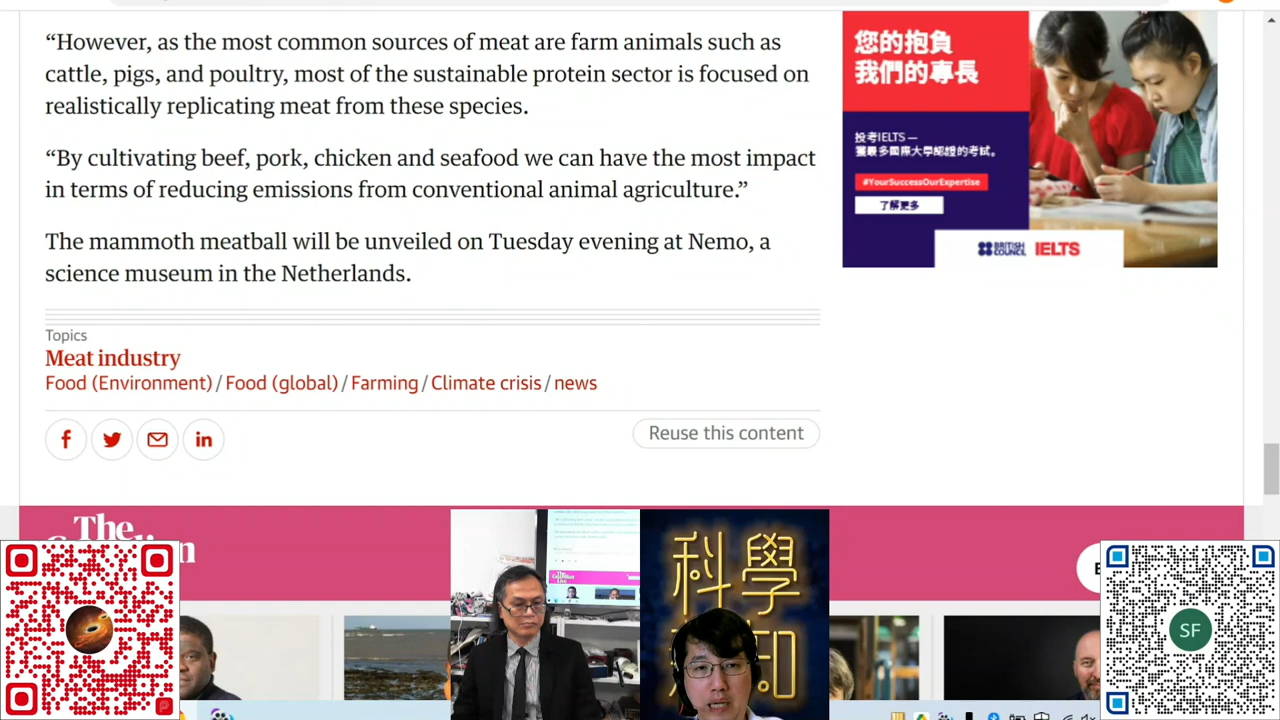 “However, as the most common sources of meat are farm animals such as
cattle, pigs, and poultry, most of the sustainable protein sector is focused on
realistically replicating meat from these species.
“By cultivating beef, pork, chicken and seafood we can have the most impact
in terms of reducing emissions from conventional animal agriculture.”
The mammoth meatball will be unveiled on Tuesday evening at Nemo, a
science museum in the Netherlands.
Topics
Meat industry
Food (Environment) / Food (global) / Farming / Climate crisis / news
Reuse this content
您的抱負
我們的專長
投考IELTS —
獲最多國際大學認證的考試。
#YourSuccessOurExpertise
了解更多
BRITISH
COUNCIL
IELTS
The
科學
知
SF